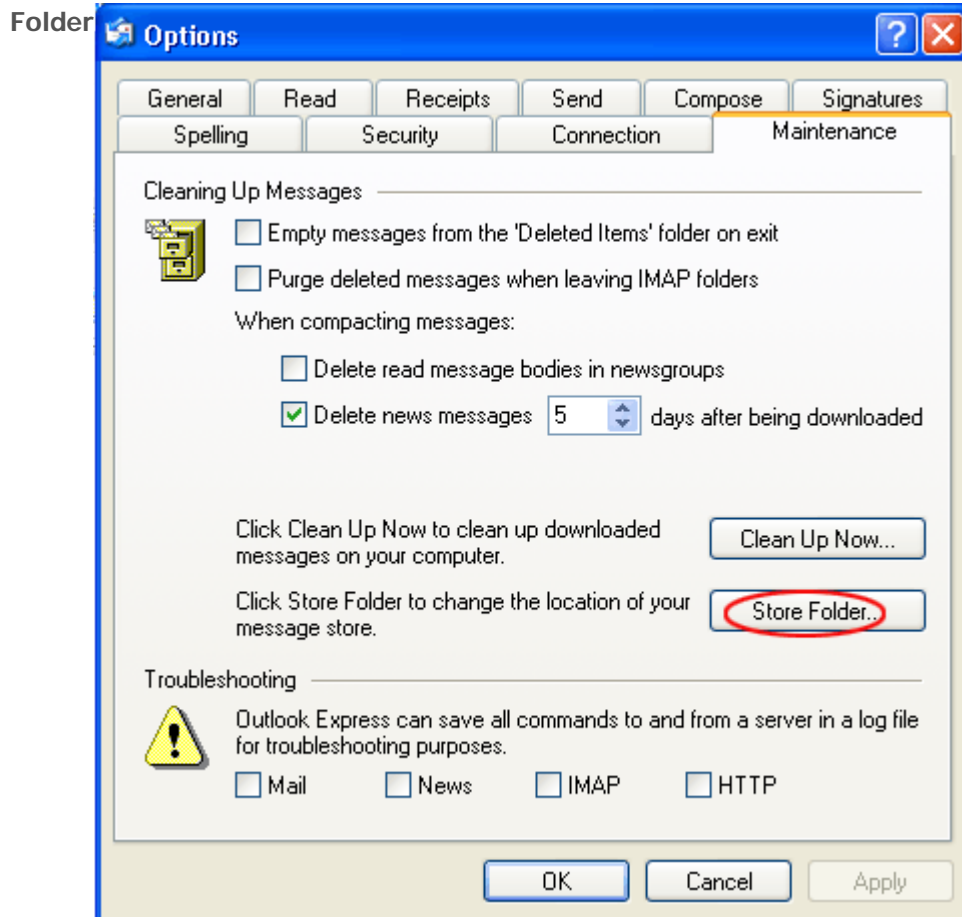 Folder
Options
General Read Receipts Send Compose Signatures
Spelling Security Connection Maintenance
Cleaning Up Messages
Empty messages from the 'Deleted Items' folder on exit
Purge deleted messages when leaving IMAP folders
When compacting messages:
Delete read message bodies in newsgroups
Delete news messages 5 days after being downloaded
Click Clean Up Now to clean up downloaded
messages on your computer.
Clean Up Now...
Click Store Folder to change the location of your
message store.
Store Folder...
Troubleshooting
Outlook Express can save all commands to and from a server in a log file
for troubleshooting purposes.
Mail News IMAP HTTP
OK Cancel Apply